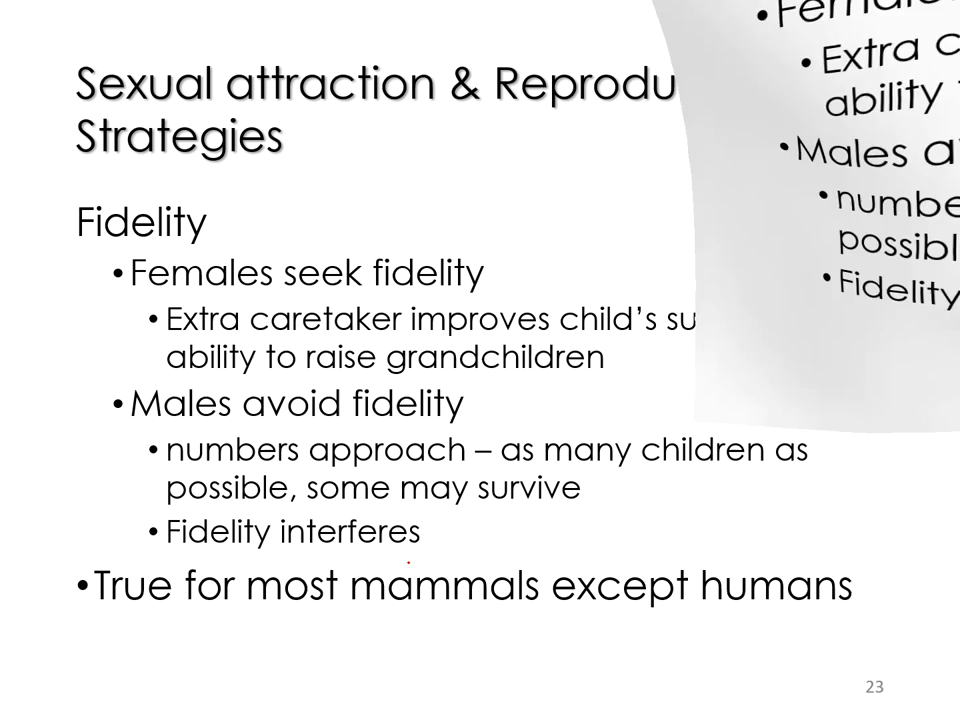 Sexual attraction & Reprodu
Strategies
Fidelity
• Females seek fidelity
• Extra caretaker improves child's su
ability to raise grandchildren
• Males avoid fidelity
• numbers approach – as many children as
possible, some may survive
• Fidelity interferes
• True for most mammals except humans
• Extra c
ability
• Males a
• numbe
possibl
• Fidelity
23